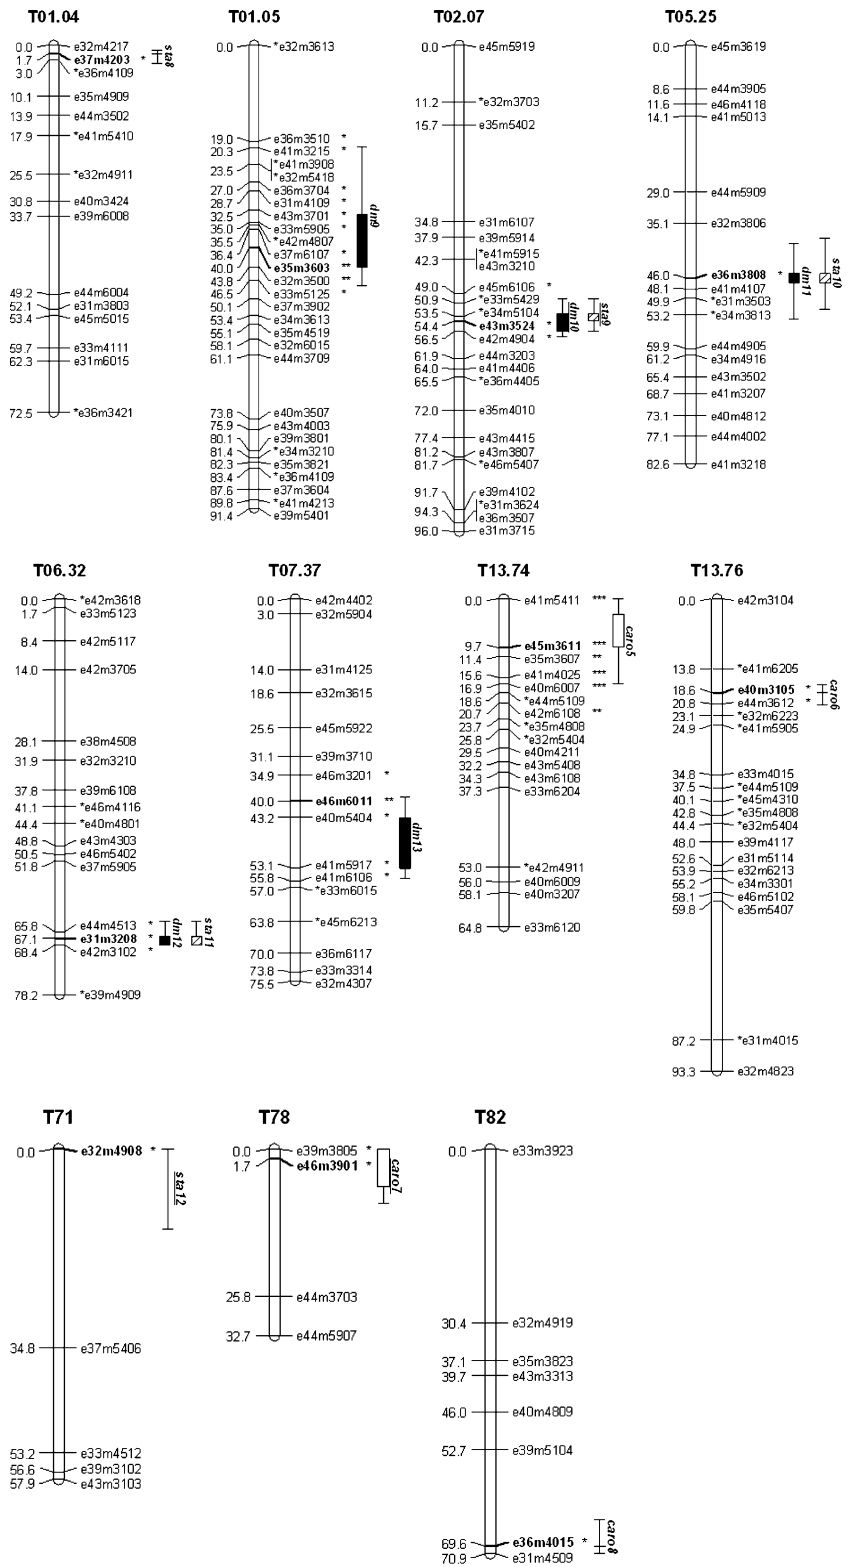 T01.04
0.0 e32m4217
1.7 e37m4203 *
3.0 *e36m4109
10.1 e35m4909
13.9 e44m3502
17.9 *e41m5410
25.5 *e32m4911
30.8 e40m3424
33.7 e39m6008
49.2 e44m6004
52.1 e31m3803
53.4 e45m5015
59.7 e33m4111
62.3 e31m6015
72.5 *e36m3421
sta8
T01.05
0.0 *e32m3613
19.0 e36m3510 *
20.3 e41m3215 *
23.5 *e41m3908
*e32m5418
27.0 e36m3704 *
28.7 e31m4109 *
32.5 e43m3701 *
35.0 e33m5905 *
35.5 *e42m4807
36.4 e37m6107 *
40.0 e35m3603 **
43.8 e32m3500 **
46.5 e33m5125 *
50.1 e37m3902
53.4 e34m3613
55.1 e35m4519
58.1 e32m6015
61.1 e44m3709
73.8 e40m3507
75.9 e43m4003
80.1 e39m3801
81.4 *e34m3210
82.3 e35m3821
83.4 *e36m4109
87.6 e37m3604
89.8 *e41m4213
91.4 e39m5401
dm9
T02.07
0.0 e45m5919
11.2 *e32m3703
15.7 e35m5402
34.8 e31m6107
37.9 e39m5914
42.3 *e41m5915
e43m3210
49.0 e45m6106 *
50.9 *e33m5429
53.5 *e34m5104
54.4 e43m3524 *
56.5 e42m4904 *
61.9 e44m3203
64.0 e41m4406
65.5 *e36m4405
72.0 e35m4010
77.4 e43m4415
81.2 e43m3807
81.7 *e46m5407
91.7 e39m4102
94.3 *e31m3624
e36m3507
96.0 e31m3715
dm10
sta9
T05.25
0.0 e45m3619
8.6 e44m3905
11.6 e46m4118
14.1 e41m5013
29.0 e44m5909
35.1 e32m3806
46.0 e36m3808 *
48.1 e41m4107
49.9 *e31m3503
53.2 *e34m3813
59.9 e44m4905
61.2 e34m4916
65.4 e43m3502
68.7 e41m3207
73.1 e40m4812
77.1 e44m4002
82.6 e41m3218
dm11
sta10
T06.32
0.0 *e42m3618
1.7 e33m5123
8.4 e42m5117
14.0 e42m3705
28.1 e38m4508
31.9 e32m3210
37.8 e39m6108
41.1 *e46m4116
44.4 *e40m4801
48.8 e43m4303
50.5 e46m5402
51.8 e37m5905
65.8 e44m4513 *
67.1 e31m3208 *
68.4 e42m3102 *
78.2 *e39m4909
dm12
sta11
T07.37
0.0 e42m4402
3.0 e32m5904
14.0 e31m4125
18.6 e32m3615
25.5 e45m5922
31.1 e39m3710
34.9 e46m3201 *
40.0 e46m6011 **
43.2 e40m5404 *
53.1 e41m5917 *
55.8 e41m6106 *
57.0 *e33m6015
63.8 *e45m6213
70.0 e36m6117
73.8 e33m3314
75.5 e32m4307
dm13
T13.74
0.0 e41m5411 ***
9.7 e45m3611 ***
11.4 e35m3607 **
15.6 e41m4025 ***
16.9 e40m6007 ***
18.6 *e44m5109
20.7 e42m6108 **
23.7 *e35m4808
25.8 *e32m5404
29.5 e40m4211
32.2 e43m5408
34.3 e43m6108
37.3 e33m6204
53.0 *e42m4911
56.0 e40m6009
58.1 e40m3207
64.8 e33m6120
caro5
T13.76
0.0 e42m3104
13.8 *e41m6205
18.6 e40m3105 *
20.8 e44m3612 *
23.1 *e32m6223
24.9 *e41m5905
34.8 e33m4015
37.5 *e44m5109
40.1 *e45m4310
42.8 *e35m4808
44.4 *e32m5404
48.0 e39m4117
52.6 e31m5114
53.9 e32m6213
55.2 e34m3301
58.1 e46m5102
59.8 e35m5407
87.2 *e31m4015
93.3 e32m4823
caro6
T71
0.0 e32m4908 *
34.8 e37m5406
53.2 e33m4512
56.6 e39m3102
57.9 e43m3103
sta12
T78
0.0 e39m3805 *
1.7 e46m3901 *
25.8 e44m3703
32.7 e44m5907
caro7
T82
0.0 e33m3923
30.4 e32m4919
37.1 e35m3823
39.7 e43m3313
46.0 e40m4809
52.7 e39m5104
69.6 e36m4015 *
70.9 e31m4509
caro8